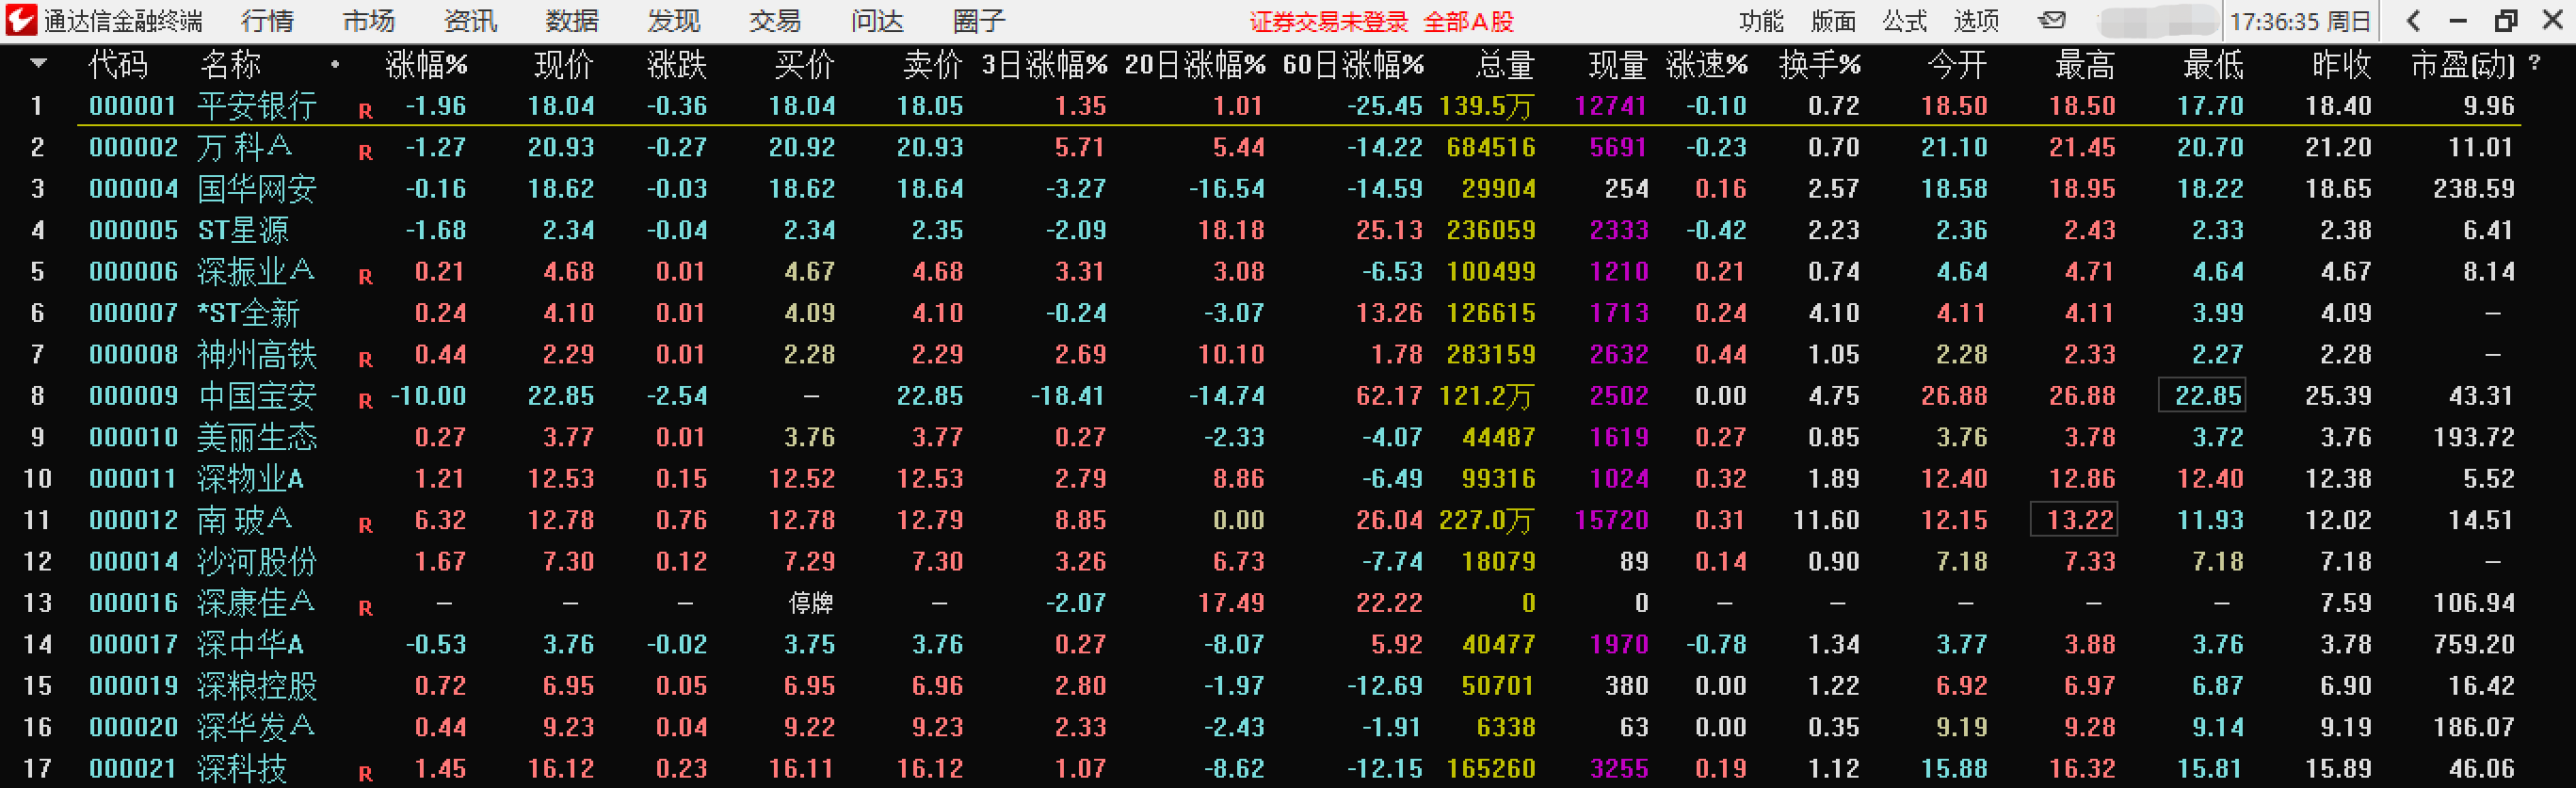 通达信金融终端 行情 市场 资讯 数据 发现 交易 问达 圈子 证券交易未登录 全部A股 功能 版面 公式 选项 17:36:35 周日
代码 名称 涨幅% 现价 涨跌 买价 卖价 3日涨幅% 20日涨幅% 60日涨幅% 总量 现量 涨速% 换手% 今开 最高 最低 昨收 市盈(动) ?
1 000001 平安银行 R -1.96 18.04 -0.36 18.04 18.05 1.35 1.01 -25.45 139.5万 12741 -0.10 0.72 18.50 18.50 17.70 18.40 9.96
2 000002 万 科A R -1.27 20.93 -0.27 20.92 20.93 5.71 5.44 -14.22 684516 5691 -0.23 0.70 21.10 21.45 20.70 21.20 11.01
3 000004 国华网安 -0.16 18.62 -0.03 18.62 18.64 -3.27 -16.54 -14.59 29904 254 0.16 2.57 18.58 18.95 18.22 18.65 238.59
4 000005 ST星源 -1.68 2.34 -0.04 2.34 2.35 -2.09 18.18 25.13 236059 2333 -0.42 2.23 2.36 2.43 2.33 2.38 6.41
5 000006 深振业A R 0.21 4.68 0.01 4.67 4.68 3.31 3.08 -6.53 100499 1210 0.21 0.74 4.64 4.71 4.64 4.67 8.14
6 000007 *ST全新 0.24 4.10 0.01 4.09 4.10 -0.24 -3.07 13.26 126615 1713 0.24 4.10 4.11 4.11 3.99 4.09 –
7 000008 神州高铁 R 0.44 2.29 0.01 2.28 2.29 2.69 10.10 1.78 283159 2632 0.44 1.05 2.28 2.33 2.27 2.28 –
8 000009 中国宝安 R -10.00 22.85 -2.54 – 22.85 -18.41 -14.74 62.17 121.2万 2502 0.00 4.75 26.88 26.88 22.85 25.39 43.31
9 000010 美丽生态 0.27 3.77 0.01 3.76 3.77 0.27 -2.33 -4.07 44487 1619 0.27 0.85 3.76 3.78 3.72 3.76 193.72
10 000011 深物业A 1.21 12.53 0.15 12.52 12.53 2.79 8.86 -6.49 99316 1024 0.32 1.89 12.40 12.86 12.40 12.38 5.52
11 000012 南 玻A R 6.32 12.78 0.76 12.78 12.79 8.85 0.00 26.04 227.0万 15720 0.31 11.60 12.15 13.22 11.93 12.02 14.51
12 000014 沙河股份 1.67 7.30 0.12 7.29 7.30 3.26 6.73 -7.74 18079 89 0.14 0.90 7.18 7.33 7.18 7.18 –
13 000016 深康佳A R – – – 停牌 – -2.07 17.49 22.22 0 0 – – – – – 7.59 106.94
14 000017 深中华A -0.53 3.76 -0.02 3.75 3.76 0.27 -8.07 5.92 40477 1970 -0.78 1.34 3.77 3.88 3.76 3.78 759.20
15 000019 深粮控股 0.72 6.95 0.05 6.95 6.96 2.80 -1.97 -12.69 50701 380 0.00 1.22 6.92 6.97 6.87 6.90 16.42
16 000020 深华发A 0.44 9.23 0.04 9.22 9.23 2.33 -2.43 -1.91 6338 63 0.00 0.35 9.19 9.28 9.14 9.19 186.07
17 000021 深科技 R 1.45 16.12 0.23 16.11 16.12 1.07 -8.62 -12.15 165260 3255 0.19 1.12 15.88 16.32 15.81 15.89 46.06